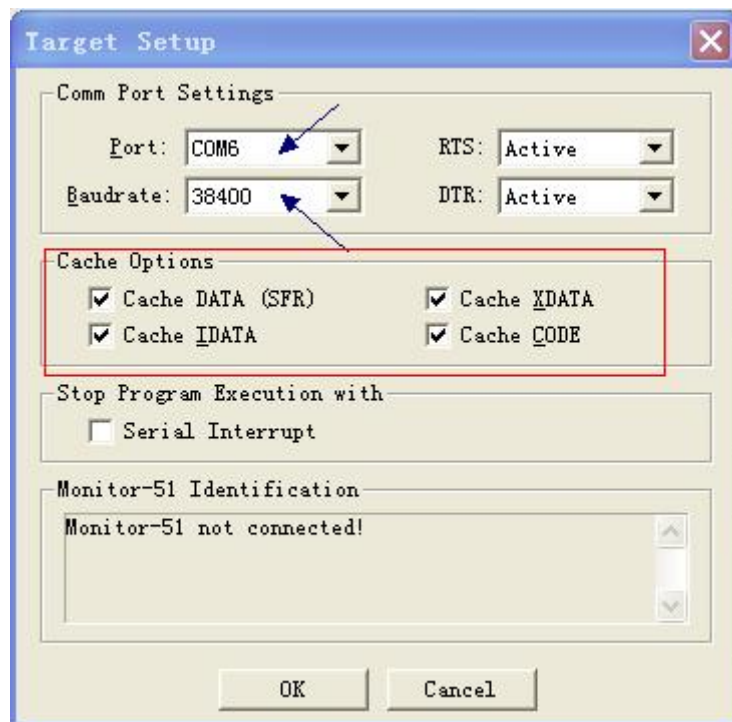 Target Setup
Comm Port Settings
Port: COM6 RTS: Active
Baudrate: 38400 DTR: Active
Cache Options
Cache DATA (SFR) Cache XDATA
Cache IDATA Cache CODE
Stop Program Execution with
Serial Interrupt
Monitor-51 Identification
Monitor-51 not connected!
OK Cancel